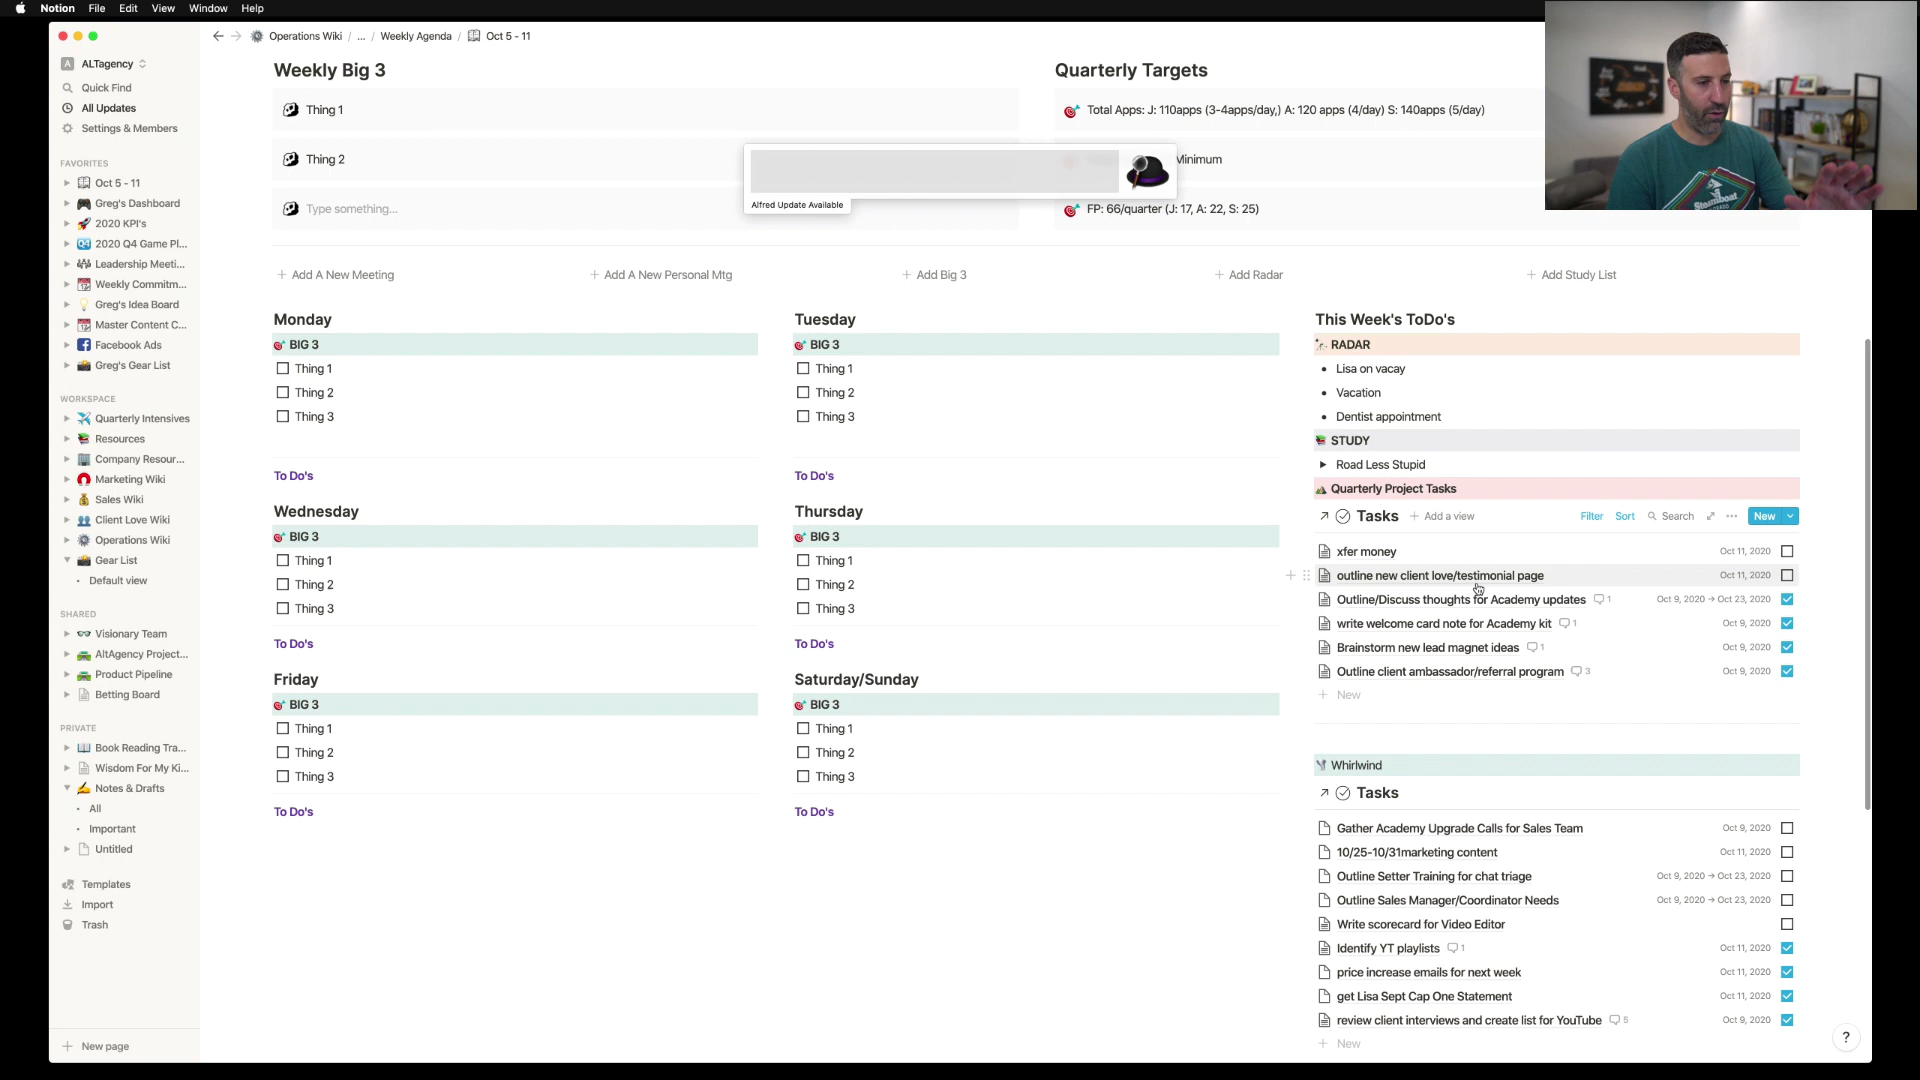 Notion File Edit View Window Help
Operations Wiki / ... / Weekly Agenda / Oct 5 - 11
A ALTagency
Quick Find
All Updates
Settings & Members
FAVORITES
Oct 5 - 11
Greg's Dashboard
2020 KPI's
Q4 2020 Q4 Game Pl...
Leadership Meeti...
Weekly Commitm...
Greg's Idea Board
Master Content C...
Facebook Ads
Greg's Gear List
WORKSPACE
Quarterly Intensives
Resources
Company Resour...
Marketing Wiki
Sales Wiki
Client Love Wiki
Operations Wiki
Gear List
Default view
SHARED
Visionary Team
AltAgency Project...
Product Pipeline
Betting Board
PRIVATE
Book Reading Tra...
Wisdom For My Ki...
Notes & Drafts
All
Important
Untitled
Templates
Import
Trash
New page
Weekly Big 3
Thing 1
Thing 2
Type something...
Quarterly Targets
Total Apps: J: 110apps (3-4apps/day,) A: 120 apps (4/day) S: 140apps (5/day)
Minimum
FP: 66/quarter (J: 17, A: 22, S: 25)
Alfred Update Available
+ Add A New Meeting
+ Add A New Personal Mtg
+ Add Big 3
+ Add Radar
+ Add Study List
Monday
BIG 3
Thing 1
Thing 2
Thing 3
To Do's
Tuesday
BIG 3
Thing 1
Thing 2
Thing 3
To Do's
Wednesday
BIG 3
Thing 1
Thing 2
Thing 3
To Do's
Thursday
BIG 3
Thing 1
Thing 2
Thing 3
To Do's
Friday
BIG 3
Thing 1
Thing 2
Thing 3
To Do's
Saturday/Sunday
BIG 3
Thing 1
Thing 2
Thing 3
To Do's
This Week's ToDo's
RADAR
Lisa on vacay
Vacation
Dentist appointment
STUDY
Road Less Stupid
Quarterly Project Tasks
Tasks + Add a view Filter Sort Search ... New
xfer money Oct 11, 2020
outline new client love/testimonial page Oct 11, 2020
Outline/Discuss thoughts for Academy updates 1 Oct 9, 2020 → Oct 23, 2020
write welcome card note for Academy kit 1 Oct 9, 2020
Brainstorm new lead magnet ideas 1 Oct 9, 2020
Outline client ambassador/referral program 3 Oct 9, 2020
+ New
Whirlwind
Tasks
Gather Academy Upgrade Calls for Sales Team Oct 9, 2020
10/25-10/31marketing content Oct 11, 2020
Outline Setter Training for chat triage Oct 9, 2020 → Oct 23, 2020
Outline Sales Manager/Coordinator Needs Oct 9, 2020 → Oct 23, 2020
Write scorecard for Video Editor
Identify YT playlists 1 Oct 11, 2020
price increase emails for next week Oct 11, 2020
get Lisa Sept Cap One Statement Oct 11, 2020
review client interviews and create list for YouTube 5 Oct 9, 2020
+ New
?
Steamboat